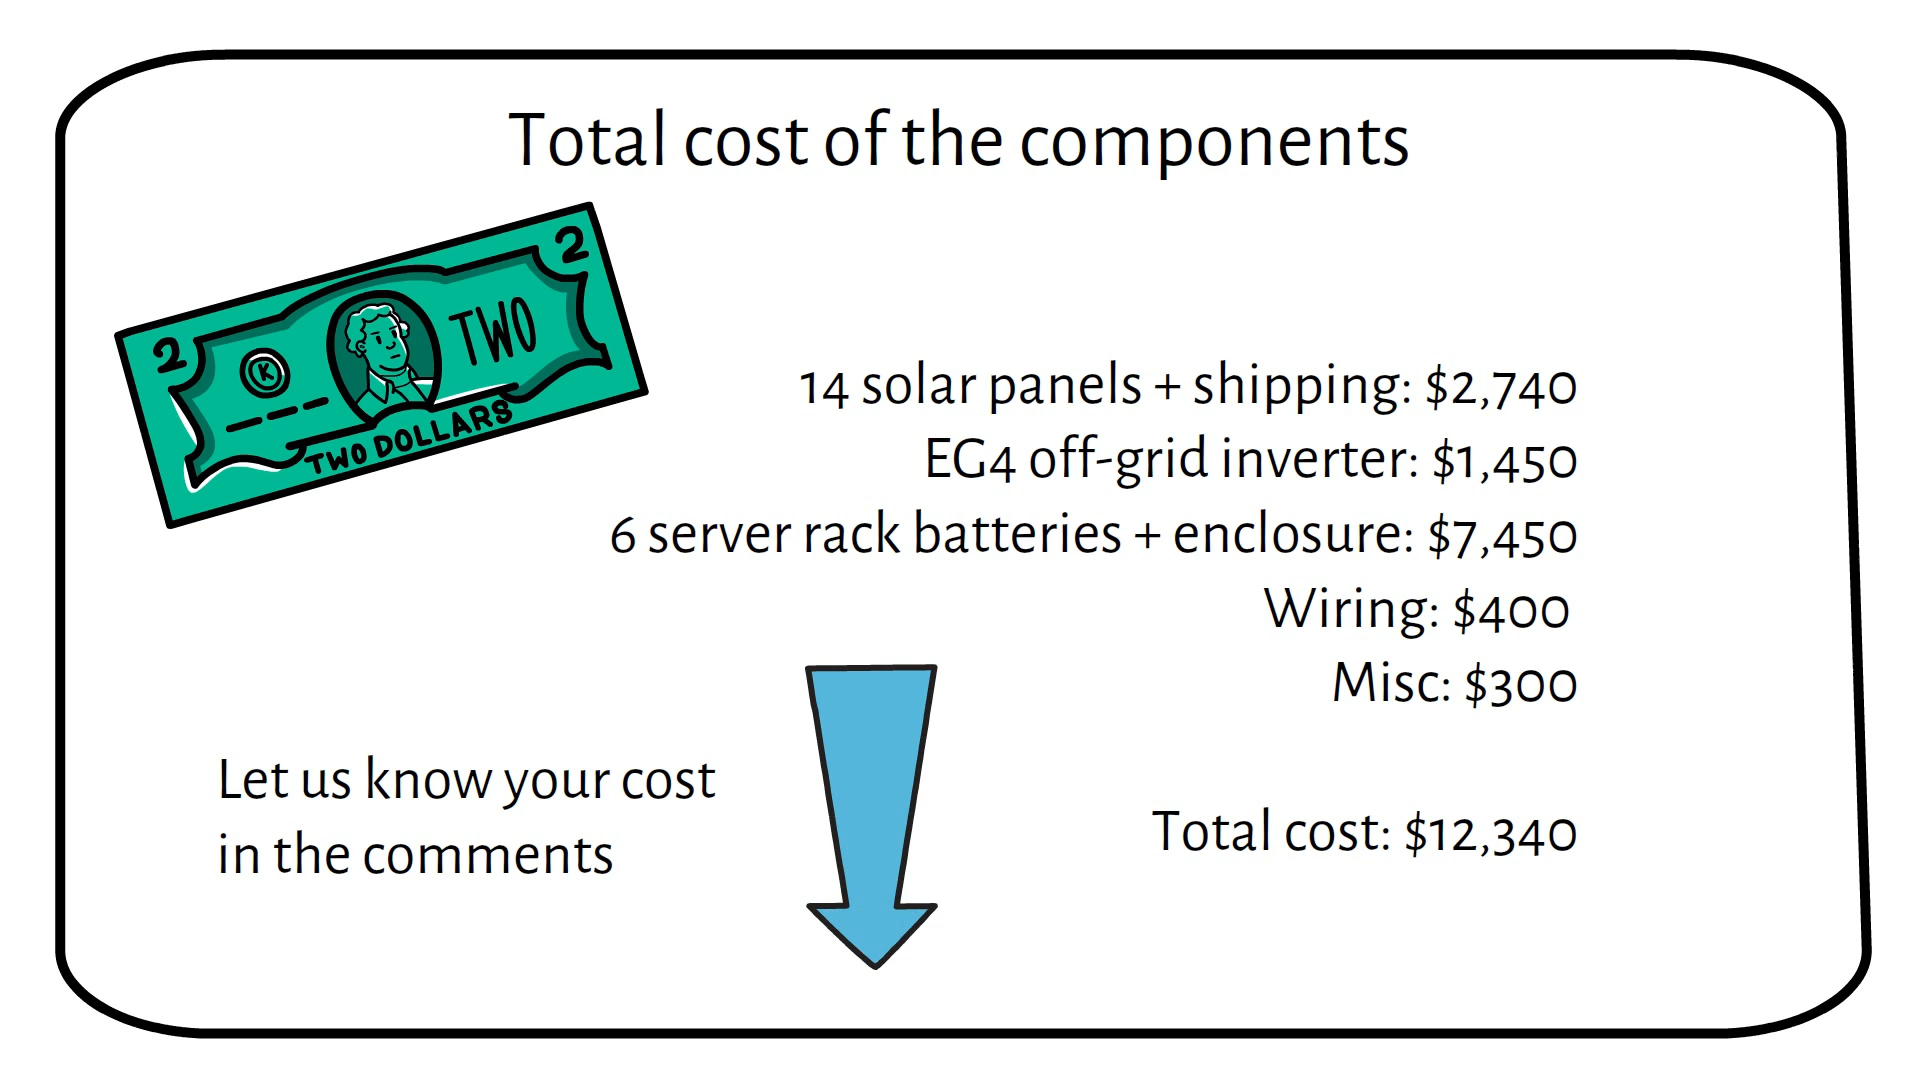 Total cost of the components
2
2
K
TWO
TWO DOLLARS
14 solar panels + shipping: $2,740
EG4 off-grid inverter: $1,450
6 server rack batteries + enclosure: $7,450
Wiring: $400
Misc: $300
Let us know your cost
in the comments
Total cost: $12,340